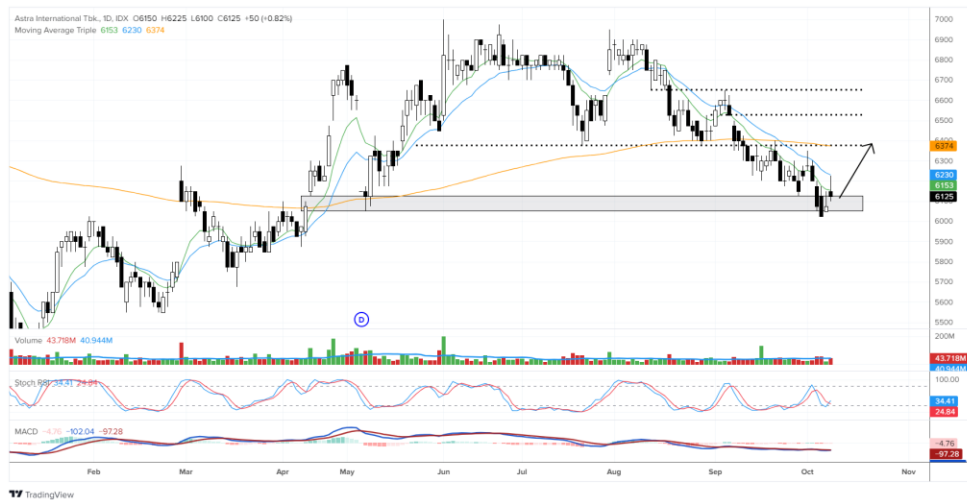 Astra International Tbk., 1D, IDX O6150 H6225 L6100 C6125 +50 (+0.82%)
Moving Average Triple 6153 6230 6374
7000
6900
6800
6700
6600
6500
6400
6374
6300
6230
6153
6125
6000
5900
5800
5700
5600
5500
D
Volume 43.718M 40.944M
200M
43.718M
40.944M
Stoch RSI 34.41 24.84
100.00
34.41
24.84
MACD -4.76 -102.04 -97.28
-4.76
-97.28
Feb Mar Apr May Jun Jul Aug Sep Oct Nov
TradingView